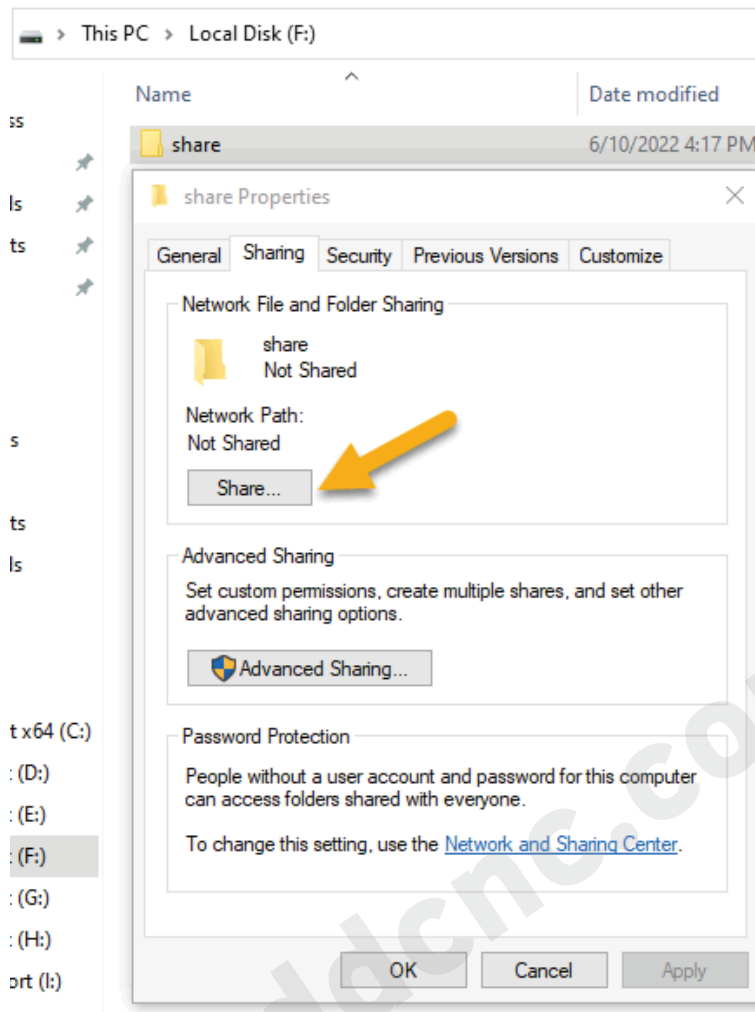 This PC > Local Disk (F:)
Name
Date modified
ss
share
6/10/2022 4:17 PM
ls
share Properties
ts
General
Sharing
Security
Previous Versions
Customize
Network File and Folder Sharing
share
Not Shared
Network Path:
Not Shared
s
Share...
ts
Advanced Sharing
ls
Set custom permissions, create multiple shares, and set other
advanced sharing options.
Advanced Sharing...
t x64 (C:)
Password Protection
: (D:)
People without a user account and password for this computer
can access folders shared with everyone.
: (E:)
To change this setting, use the Network and Sharing Center.
: (F:)
: (G:)
: (H:)
OK
Cancel
Apply
ort (I:)
ddcnc.com